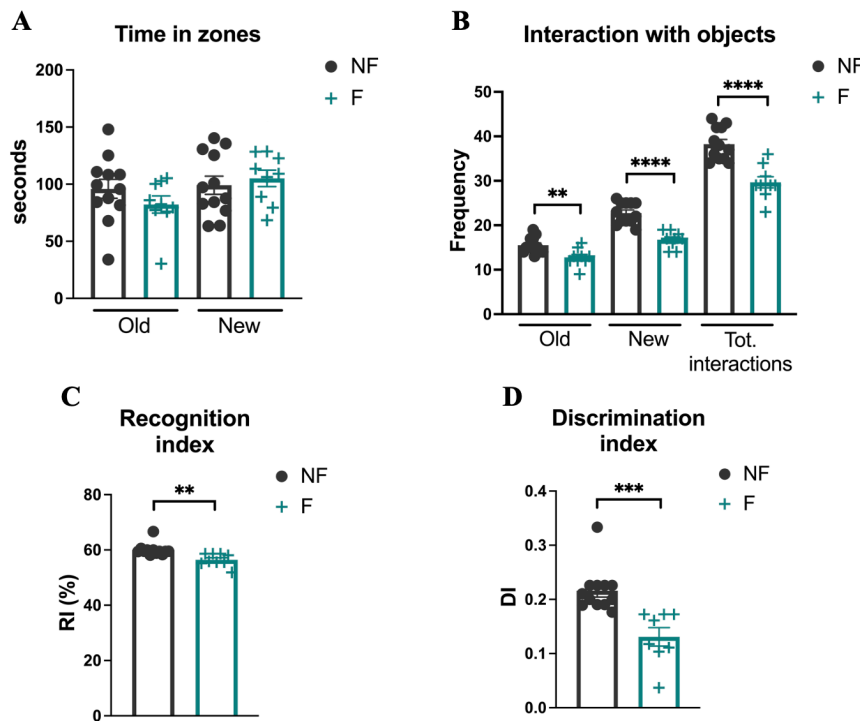 A
Time in zones
NF
F
200
150
100
50
0
seconds
Old
New
B
Interaction with objects
NF
F
50
40
30
20
10
0
Frequency
**
****
****
Old
New
Tot.
interactions
C
Recognition
index
NF
F
80
60
40
20
0
RI (%)
**
D
Discrimination
index
NF
F
0.4
0.3
0.2
0.1
0.0
DI
***